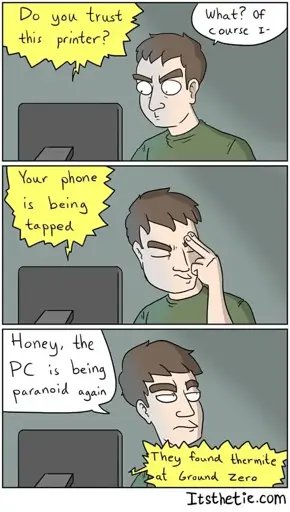 Do you trust
this printer?
What? Of
course I-
Your phone
is being
tapped
Honey, the
PC is being
paranoid again
They found thermite
at Ground Zero
Itsthetie.com